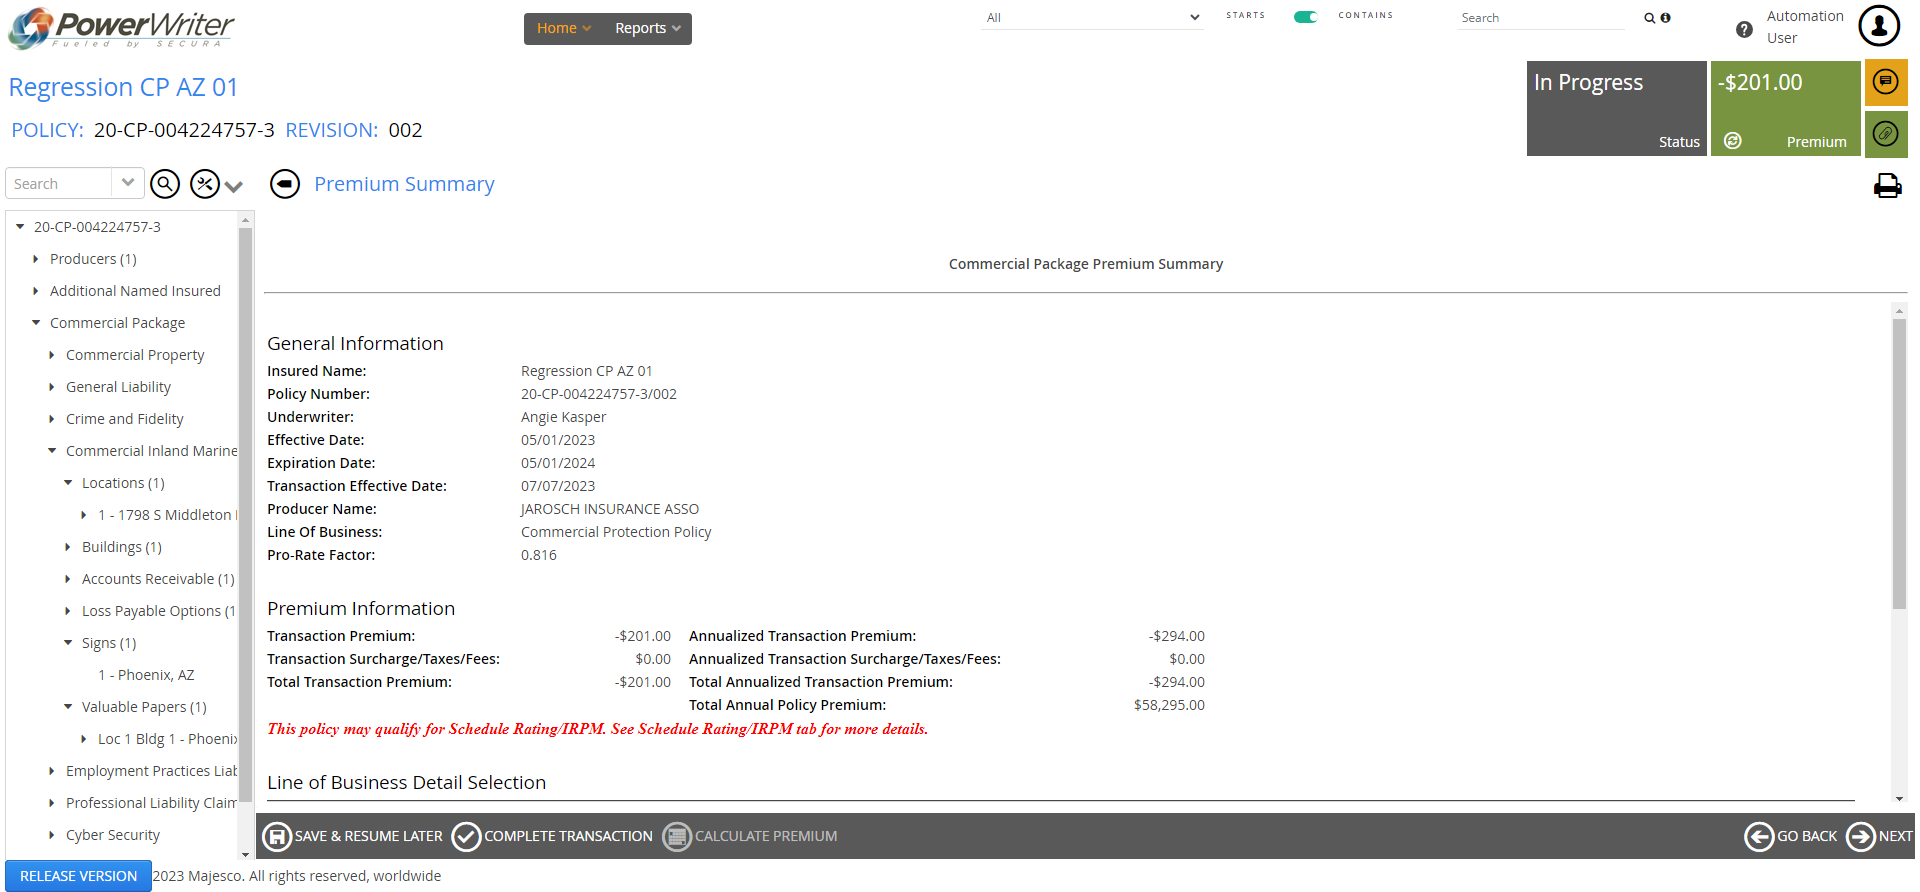 PowerWriter
Fueled by SECURA
Home Reports
All STARTS CONTAINS Search
Automation User
Regression CP AZ 01
POLICY: 20-CP-004224757-3 REVISION: 002
In Progress
Status
-$201.00
Premium
Search
Premium Summary
20-CP-004224757-3
Producers (1)
Additional Named Insured
Commercial Package
Commercial Property
General Liability
Crime and Fidelity
Commercial Inland Marine
Locations (1)
1 - 1798 S Middleton
Buildings (1)
Accounts Receivable (1)
Loss Payable Options (1
Signs (1)
1 - Phoenix, AZ
Valuable Papers (1)
Loc 1 Bldg 1 - Phoenix
Employment Practices Liab
Professional Liability Claim
Cyber Security
Commercial Package Premium Summary
General Information
Insured Name: Regression CP AZ 01
Policy Number: 20-CP-004224757-3/002
Underwriter: Angie Kasper
Effective Date: 05/01/2023
Expiration Date: 05/01/2024
Transaction Effective Date: 07/07/2023
Producer Name: JAROSCH INSURANCE ASSO
Line Of Business: Commercial Protection Policy
Pro-Rate Factor: 0.816
Premium Information
Transaction Premium: -$201.00 Annualized Transaction Premium: -$294.00
Transaction Surcharge/Taxes/Fees: $0.00 Annualized Transaction Surcharge/Taxes/Fees: $0.00
Total Transaction Premium: -$201.00 Total Annualized Transaction Premium: -$294.00
Total Annual Policy Premium: $58,295.00
This policy may qualify for Schedule Rating/IRPM. See Schedule Rating/IRPM tab for more details.
Line of Business Detail Selection
SAVE & RESUME LATER COMPLETE TRANSACTION CALCULATE PREMIUM GO BACK NEXT
RELEASE VERSION 2023 Majesco. All rights reserved, worldwide